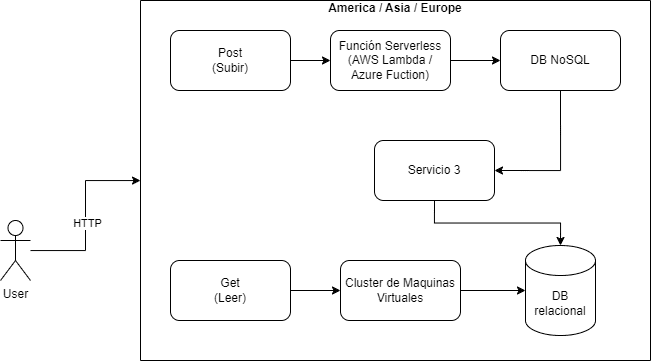 America / Asia / Europe
Post
(Subir)
Función Serverless
(AWS Lambda /
Azure Fuction)
DB NoSQL
Servicio 3
HTTP
User
Get
(Leer)
Cluster de Maquinas
Virtuales
DB
relacional